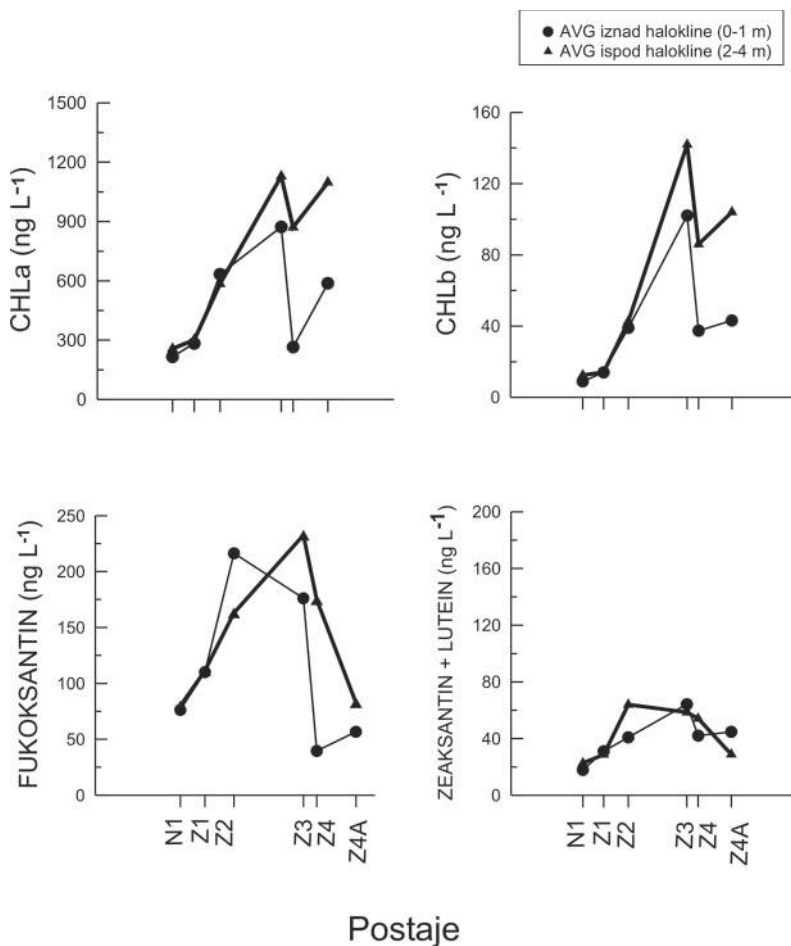 AVG iznad halokline (0-1 m)
AVG ispod halokline (2-4 m)
CHLa (ng L-1)
1500
1200
900
600
300
0
CHLb (ng L -1)
160
120
80
40
0
FUKOKSANTIN (ng L-1)
250
200
150
100
50
0
N1
Z1
Z2
Z3
Z4
Z4A
ZEAKSANTIN + LUTEIN (ng L-1)
200
160
120
80
40
0
N1
Z1
Z2
Z3
Z4
Z4A
Postaje